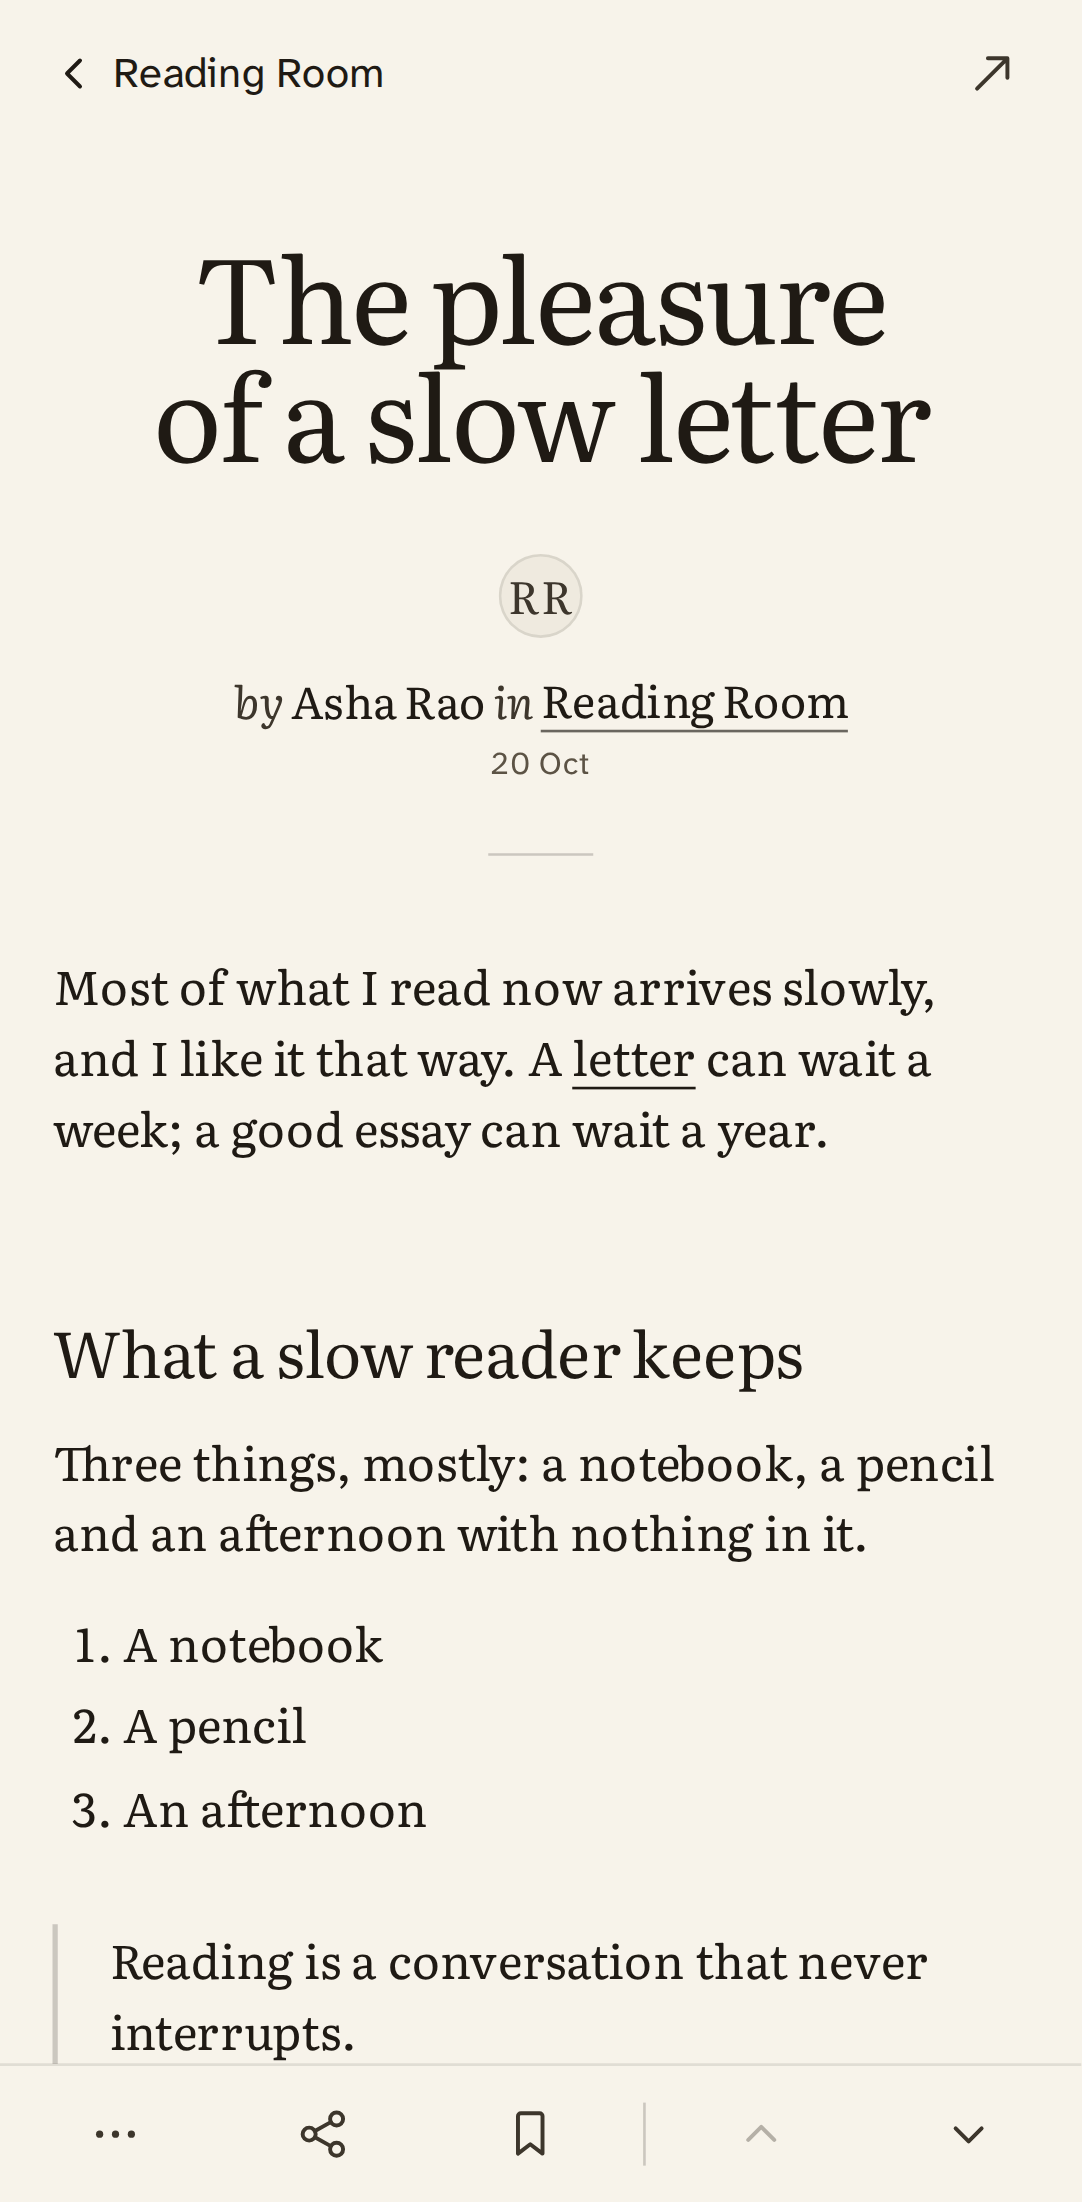 Reading Room
The pleasure
of a slow letter
RR
by Asha Rao in Reading Room
20 Oct
Most of what I read now arrives slowly,
and I like it that way. A letter can wait a
week; a good essay can wait a year.
What a slow reader keeps
Three things, mostly: a notebook, a pencil
and an afternoon with nothing in it.
1. A notebook
2. A pencil
3. An afternoon
Reading is a conversation that never
interrupts.